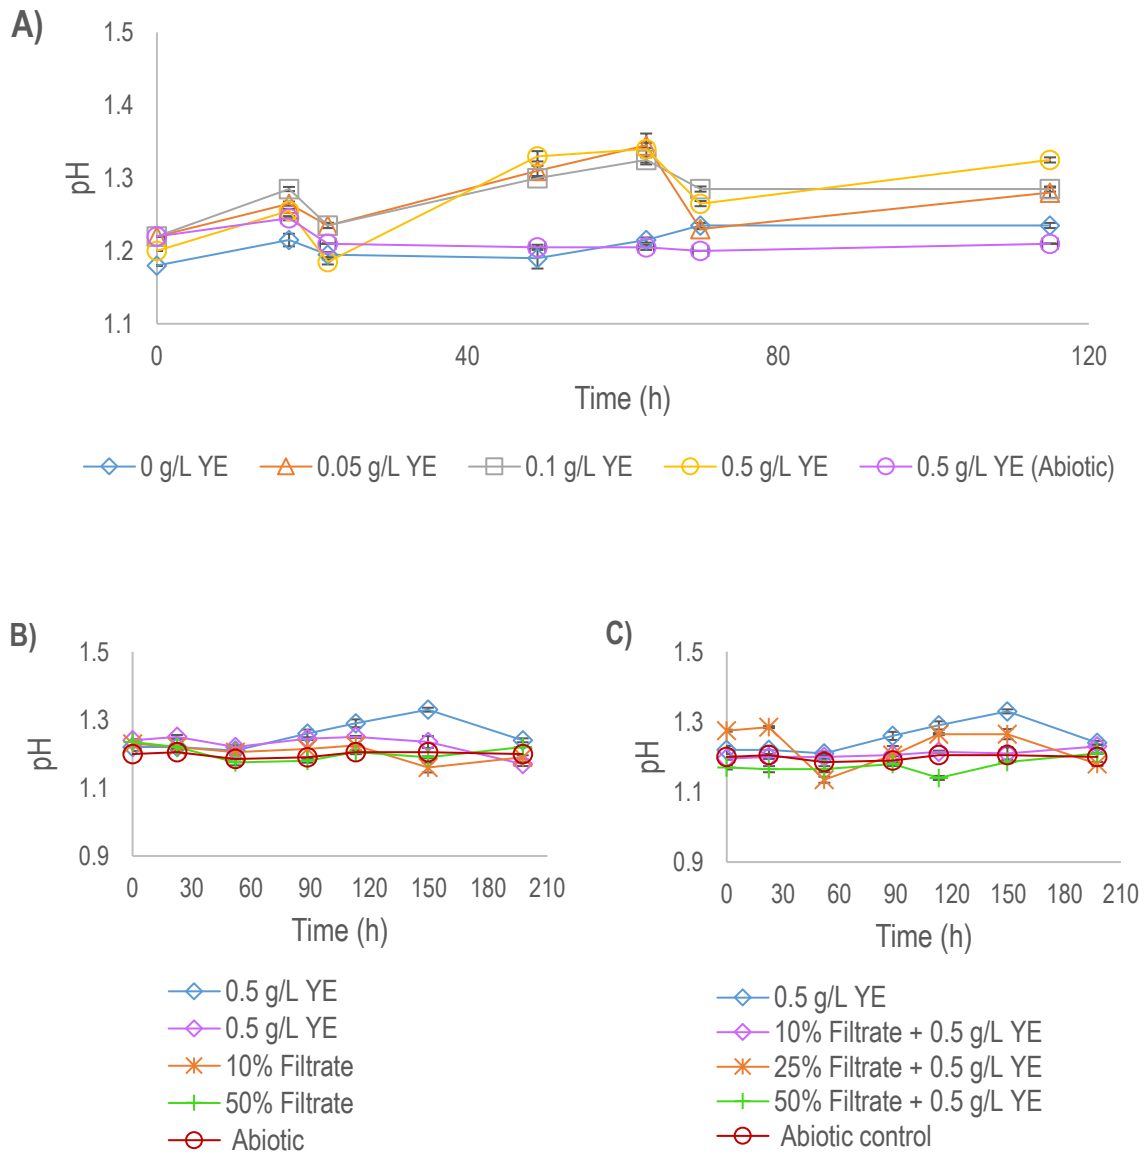 A)
1.5
1.4
1.3
1.2
1.1
pH
0 40 80 120
Time (h)
0 g/L YE 0.05 g/L YE 0.1 g/L YE 0.5 g/L YE 0.5 g/L YE (Abiotic)
B)
1.5
1.3
1.1
0.9
pH
0 30 60 90 120 150 180 210
Time (h)
0.5 g/L YE
0.5 g/L YE
10% Filtrate
50% Filtrate
Abiotic
C)
1.5
1.3
1.1
0.9
pH
0 30 60 90 120 150 180 210
Time (h)
0.5 g/L YE
10% Filtrate + 0.5 g/L YE
25% Filtrate + 0.5 g/L YE
50% Filtrate + 0.5 g/L YE
Abiotic control